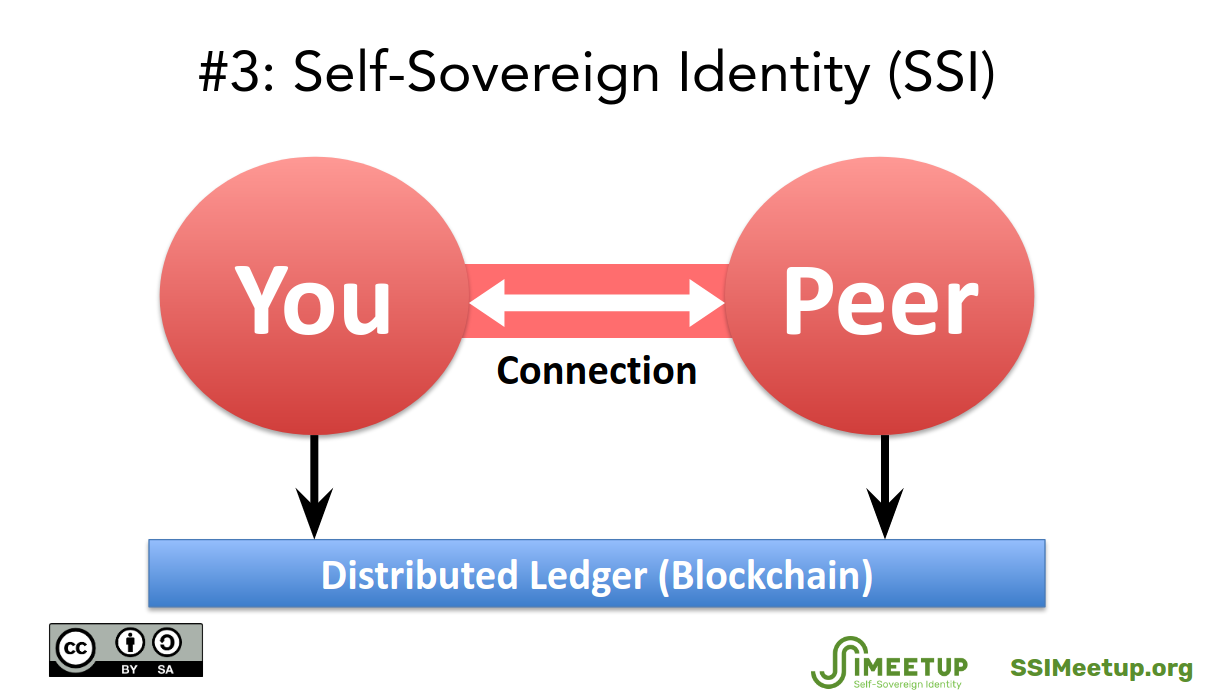 #3: Self-Sovereign Identity (SSI)
You
Peer
Connection
Distributed Ledger (Blockchain)
CC
BY SA
SSIMEETUP
Self-Sovereign Identity
SSIMeetup.org